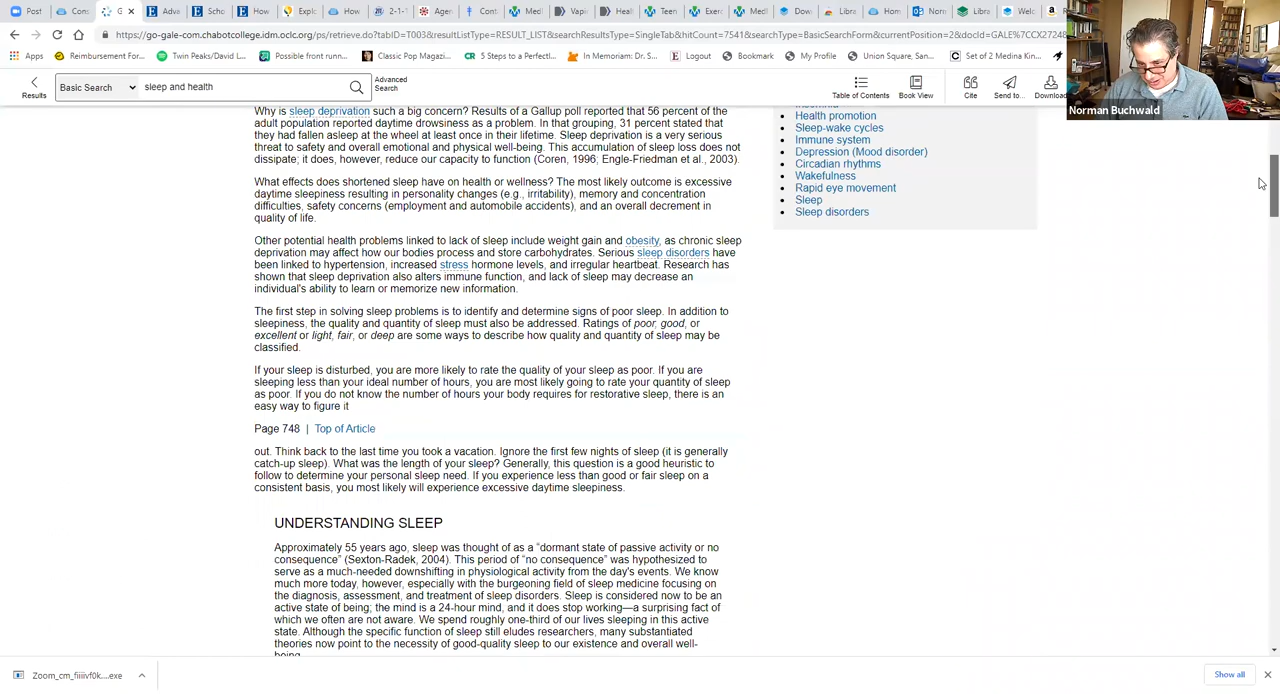 Post
Cons
G
Adva
Scho
How
Explo
How
2-1-
Agen
Cont
Medl
Vapi
Heal
Teen
Exerc
Medl
Dow
Libra
Hom
Norn
Libra
Welc
https://go-gale-com.chabotcollege.idm.oclc.org/ps/retrieve.do?tabID=T003&resultListType=RESULT_LIST&searchResultsType=SingleTab&hitCount=7541&searchType=BasicSearchForm&currentPosition=2&docId=GALE%7CCX27240
Apps
Reimbursement For...
Twin Peaks/David L...
Possible front runn...
Classic Pop Magazi...
5 Steps to a Perfectl...
In Memoriam: Dr. S...
Logout
Bookmark
My Profile
Union Square, San...
Set of 2 Medina Kin...
Norman Buchwald
Results
Basic Search
sleep and health
Advanced
Search
Table of Contents
Book View
Cite
Send to...
Download
Why is sleep deprivation such a big concern? Results of a Gallup poll reported that 56 percent of the
adult population reported daytime drowsiness as a problem. In that grouping, 31 percent stated that
they had fallen asleep at the wheel at least once in their lifetime. Sleep deprivation is a very serious
threat to safety and overall emotional and physical well-being. This accumulation of sleep loss does not
dissipate; it does, however, reduce our capacity to function (Coren, 1996; Engle-Friedman et al., 2003).
What effects does shortened sleep have on health or wellness? The most likely outcome is excessive
daytime sleepiness resulting in personality changes (e.g., irritability), memory and concentration
difficulties, safety concerns (employment and automobile accidents), and an overall decrement in
quality of life.
Other potential health problems linked to lack of sleep include weight gain and obesity, as chronic sleep
deprivation may affect how our bodies process and store carbohydrates. Serious sleep disorders have
been linked to hypertension, increased stress hormone levels, and irregular heartbeat. Research has
shown that sleep deprivation also alters immune function, and lack of sleep may decrease an
individual's ability to learn or memorize new information.
The first step in solving sleep problems is to identify and determine signs of poor sleep. In addition to
sleepiness, the quality and quantity of sleep must also be addressed. Ratings of poor, good, or
excellent or light, fair, or deep are some ways to describe how quality and quantity of sleep may be
classified.
If your sleep is disturbed, you are more likely to rate the quality of your sleep as poor. If you are
sleeping less than your ideal number of hours, you are most likely going to rate your quantity of sleep
as poor. If you do not know the number of hours your body requires for restorative sleep, there is an
easy way to figure it
Page 748 | Top of Article
out. Think back to the last time you took a vacation. Ignore the first few nights of sleep (it is generally
catch-up sleep). What was the length of your sleep? Generally, this question is a good heuristic to
follow to determine your personal sleep need. If you experience less than good or fair sleep on a
consistent basis, you most likely will experience excessive daytime sleepiness.
UNDERSTANDING SLEEP
Approximately 55 years ago, sleep was thought of as a “dormant state of passive activity or no
consequence” (Sexton-Radek, 2004). This period of “no consequence” was hypothesized to
serve as a much-needed downshifting in physiological activity from the day's events. We know
much more today, however, especially with the burgeoning field of sleep medicine focusing on
the diagnosis, assessment, and treatment of sleep disorders. Sleep is considered now to be an
active state of being; the mind is a 24-hour mind, and it does stop working—a surprising fact of
which we often are not aware. We spend roughly one-third of our lives sleeping in this active
state. Although the specific function of sleep still eludes researchers, many substantiated
theories now point to the necessity of good-quality sleep to our existence and overall well-
being.
Insomnia
Health promotion
Sleep-wake cycles
Immune system
Depression (Mood disorder)
Circadian rhythms
Wakefulness
Rapid eye movement
Sleep
Sleep disorders
Zoom_cm_fiiiivf0k....exe
Show all